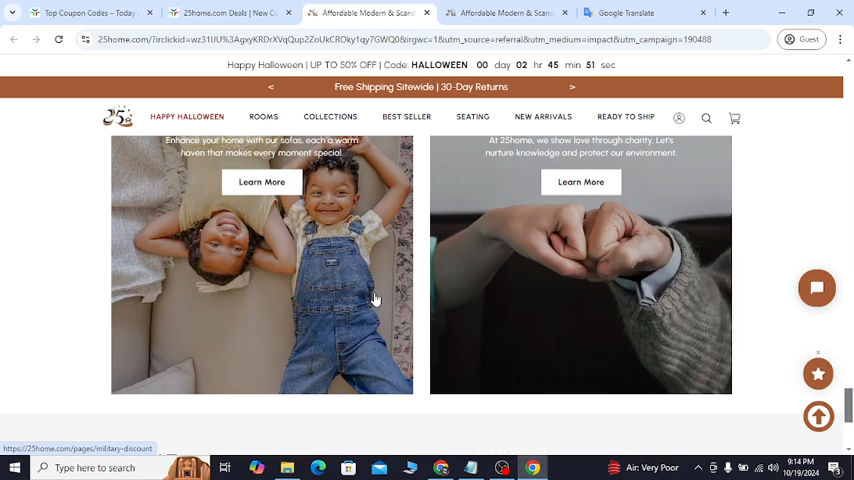 Top Coupon Codes – Today's
25home.com Deals | New Co
Affordable Modern & Scand
Affordable Modern & Scand
Google Translate
25home.com/?irclickid=wz31IJU%3AgxyKRDrXVqQup2ZoUkCROky1qy7GWQ0&irgwc=1&utm_source=referral&utm_medium=impact&utm_campaign=190488
Guest
Happy Halloween | UP TO 50% OFF | Code: HALLOWEEN 00 day 02 hr 45 min 51 sec
< Free Shipping Sitewide | 30-Day Returns >
25
HAPPY HALLOWEEN ROOMS COLLECTIONS BEST SELLER SEATING NEW ARRIVALS READY TO SHIP
Enhance your home with our sofas, each a warm
haven that makes every moment special.
Learn More
At 25home, we show love through charity. Let's
nurture knowledge and protect our environment.
Learn More
https://25home.com/pages/military-discount
Type here to search
Air: Very Poor
9:14 PM
10/19/2024
3